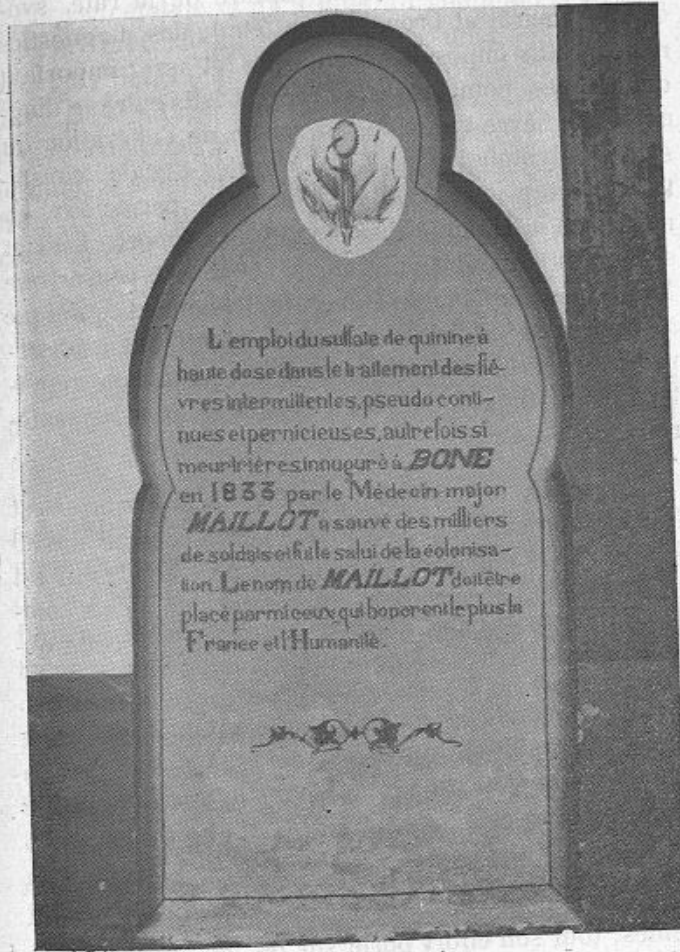 L'emploi du sulfate de quinine à
haute dose dans le traitement des fiè-
vres intermittentes, pseudo conti-
nues et pernicieuses, autrefois si
meurtrières inauguré à BONE
en 1833 par le Médecin-major
MAILLOT a sauvé des milliers
de soldats et fut le salut de la colonisa-
tion. Le nom de MAILLOT doit être
placé parmi ceux qui honorent le plus la
France et l'Humanité.